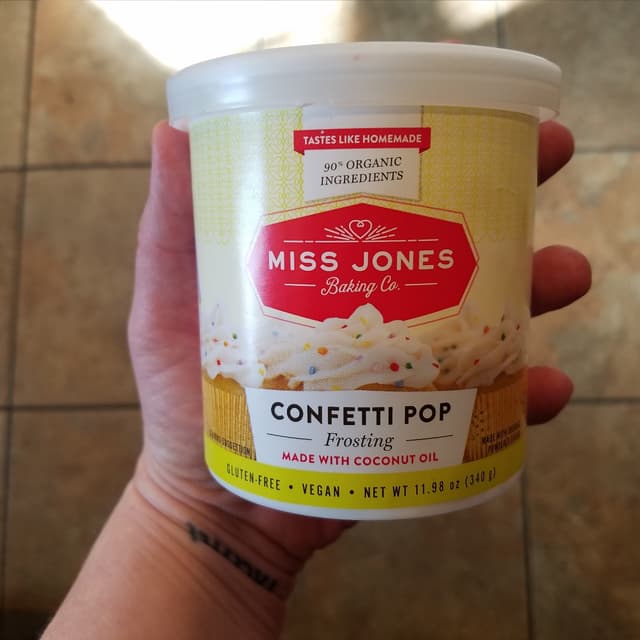 TASTES LIKE HOMEMADE
90% ORGANIC
INGREDIENTS
MISS JONES
Baking Co.
CONFETTI POP
Frosting
MADE WITH COCONUT OIL
GLUTEN-FREE • VEGAN • NET WT 11.98 oz (340 g)